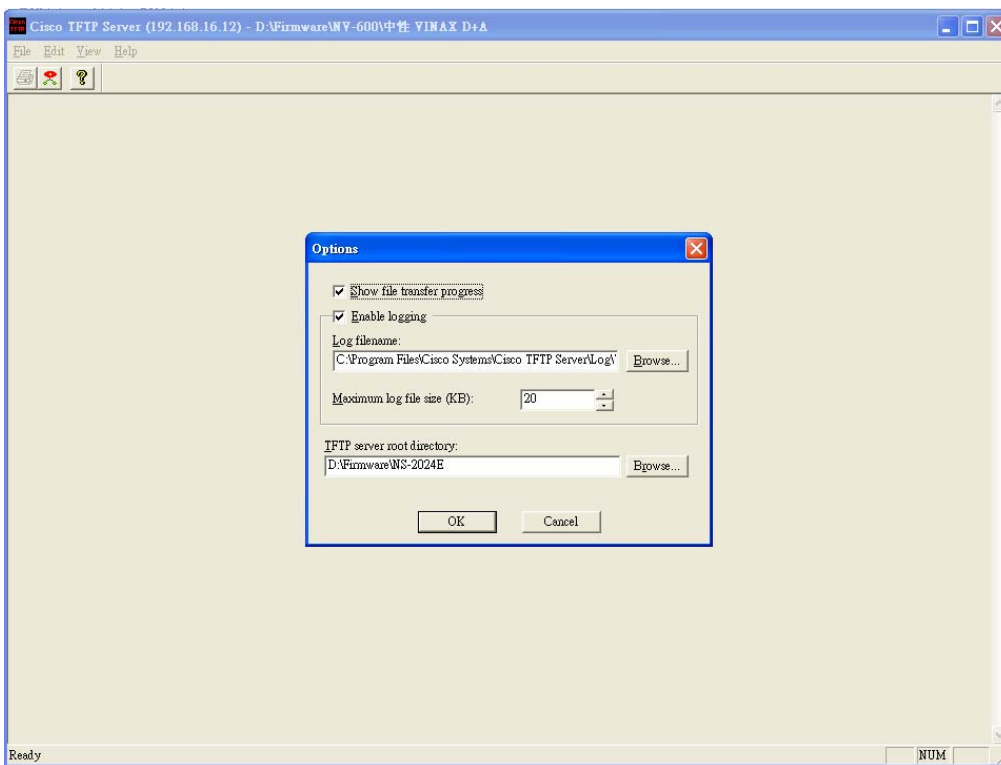 Cisco TFTP Server (192.168.16.12) - D:\Firmware\NV-600\中性 VINAX D+A
File Edit View Help
Options
Show file transfer progress
Enable logging
Log filename:
C:\Program Files\Cisco Systems\Cisco TFTP Server\Log\
Browse...
Maximum log file size (KB):
20
TFTP server root directory:
D:\Firmware\NS-2024E
Browse...
OK
Cancel
Ready
NUM